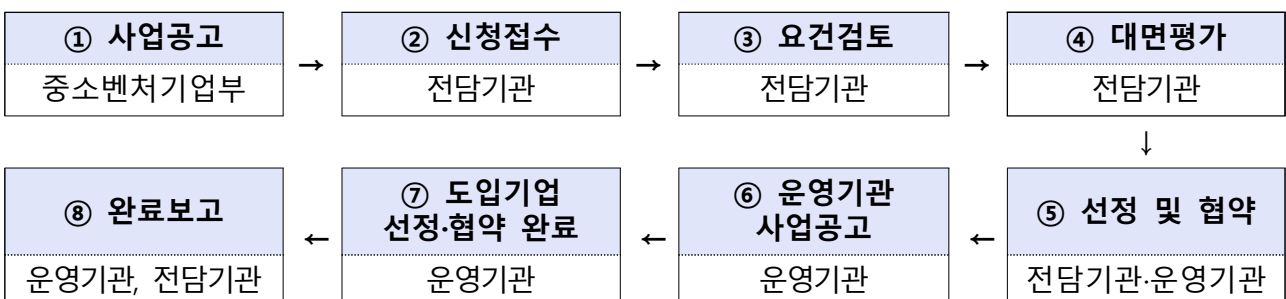 ① 사업공고
중소벤처기업부
→
② 신청접수
전담기관
→
③ 요건검토
전담기관
→
④ 대면평가
전담기관
↓
⑤ 선정 및 협약
전담기관·운영기관
←
⑥ 운영기관
사업공고
운영기관
←
⑦ 도입기업
선정·협약 완료
운영기관
←
⑧ 완료보고
운영기관, 전담기관